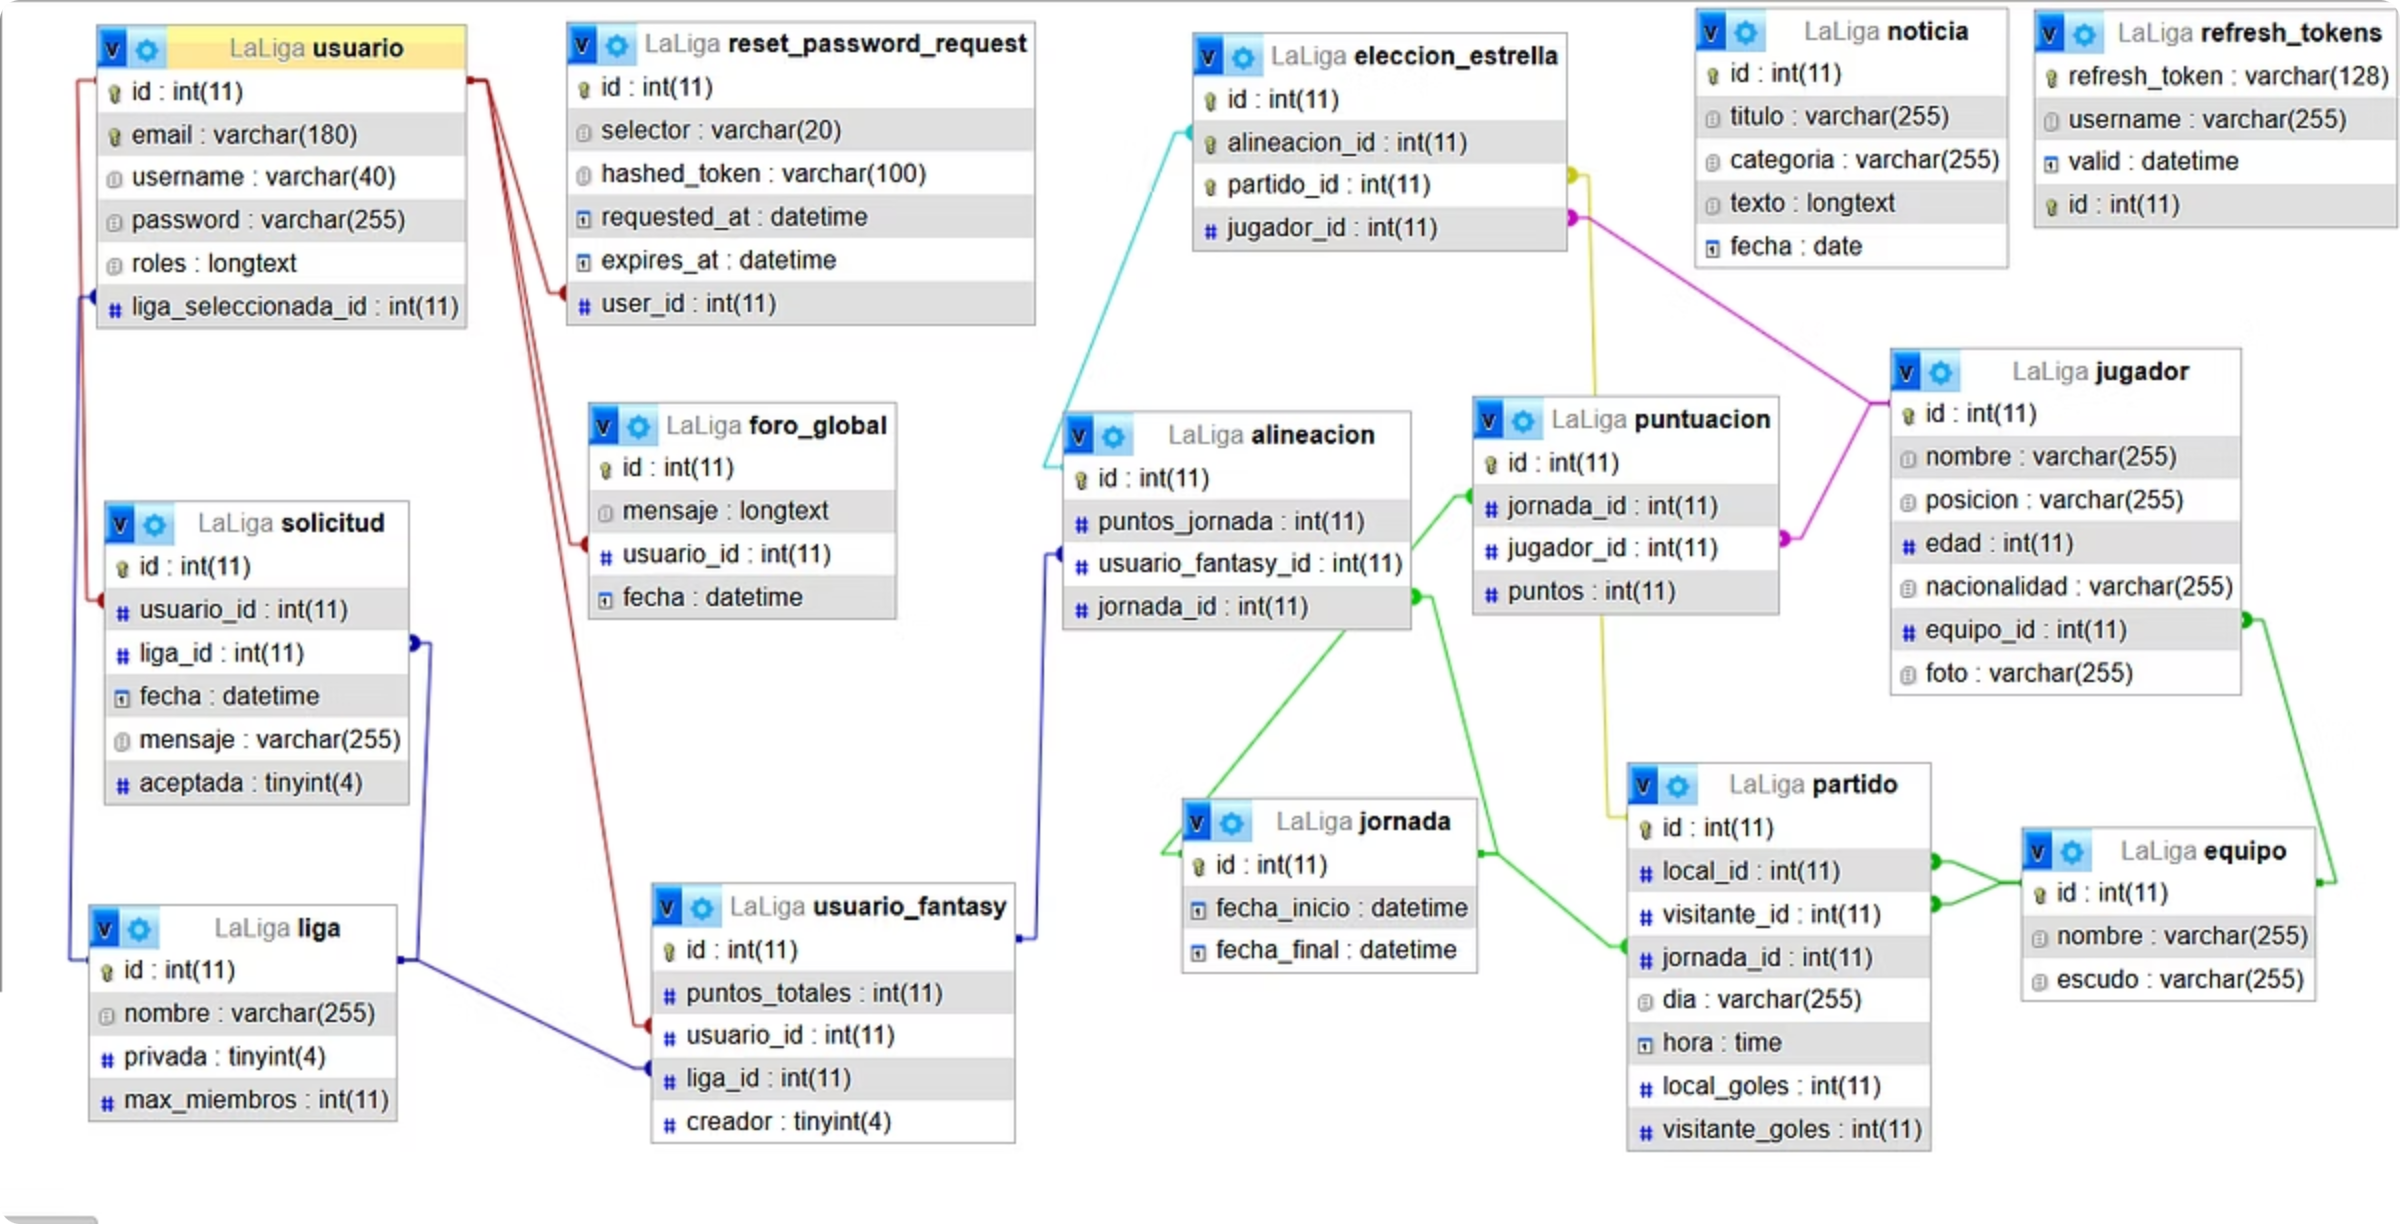 LaLiga usuario
id : int(11)
email : varchar(180)
username : varchar(40)
password : varchar(255)
roles : longtext
liga_seleccionada_id : int(11)
LaLiga reset_password_request
id : int(11)
selector : varchar(20)
hashed_token : varchar(100)
requested_at : datetime
expires_at : datetime
user_id : int(11)
LaLiga eleccion_estrella
id : int(11)
alineacion_id : int(11)
partido_id : int(11)
jugador_id : int(11)
LaLiga noticia
id : int(11)
titulo : varchar(255)
categoria : varchar(255)
texto : longtext
fecha : date
LaLiga refresh_tokens
refresh_token : varchar(128)
username : varchar(255)
valid : datetime
id : int(11)
LaLiga foro_global
id : int(11)
mensaje : longtext
usuario_id : int(11)
fecha : datetime
LaLiga alineacion
id : int(11)
puntos_jornada : int(11)
usuario_fantasy_id : int(11)
jornada_id : int(11)
LaLiga puntuacion
id : int(11)
jornada_id : int(11)
jugador_id : int(11)
puntos : int(11)
LaLiga jugador
id : int(11)
nombre : varchar(255)
posicion : varchar(255)
edad : int(11)
nacionalidad : varchar(255)
equipo_id : int(11)
foto : varchar(255)
LaLiga solicitud
id : int(11)
usuario_id : int(11)
liga_id : int(11)
fecha : datetime
mensaje : varchar(255)
aceptada : tinyint(4)
LaLiga liga
id : int(11)
nombre : varchar(255)
privada : tinyint(4)
max_miembros : int(11)
LaLiga usuario_fantasy
id : int(11)
puntos_totales : int(11)
usuario_id : int(11)
liga_id : int(11)
creador : tinyint(4)
LaLiga jornada
id : int(11)
fecha_inicio : datetime
fecha_final : datetime
LaLiga partido
id : int(11)
local_id : int(11)
visitante_id : int(11)
jornada_id : int(11)
dia : varchar(255)
hora : time
local_goles : int(11)
visitante_goles : int(11)
LaLiga equipo
id : int(11)
nombre : varchar(255)
escudo : varchar(255)